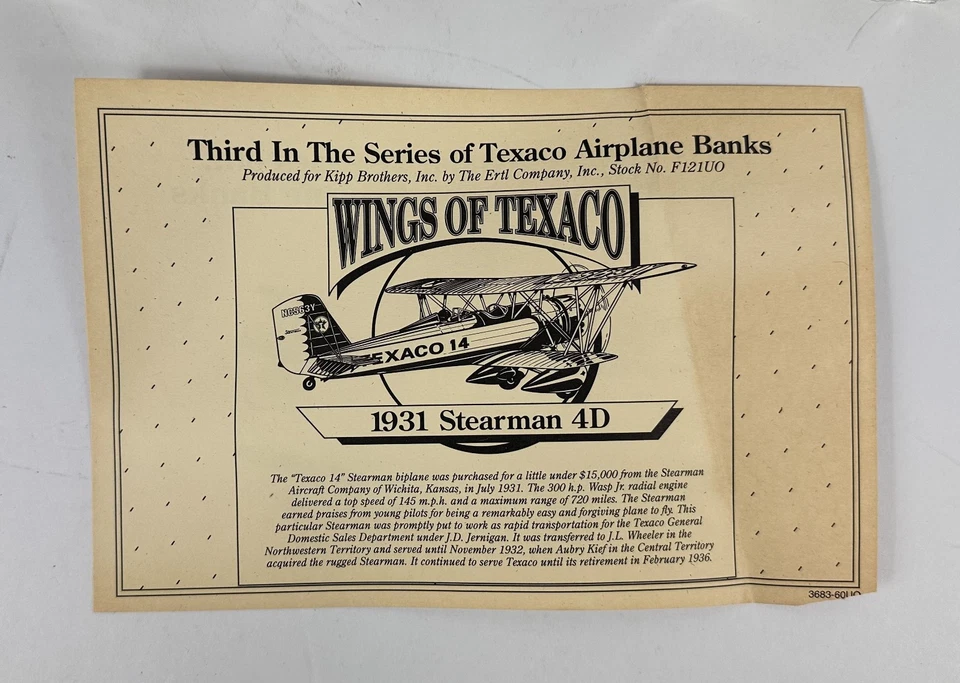 Third In The Series of Texaco Airplane Banks
Produced for Kipp Brothers, Inc. by The Ertl Company, Inc., Stock No. F121UO
WINGS OF TEXACO
N6563Y
TEXACO 14
1931 Stearman 4D
The "Texaco 14" Stearman biplane was purchased for a little under $15,000 from the Stearman
Aircraft Company of Wichita, Kansas, in July 1931. The 300 h.p. Wasp Jr. radial engine
delivered a top speed of 145 m.p.h. and a maximum range of 720 miles. The Stearman
earned praises from young pilots for being a remarkably easy and forgiving plane to fly. This
particular Stearman was promptly put to work as rapid transportation for the Texaco General
Domestic Sales Department under J.D. Jernigan. It was transferred to J.L. Wheeler in the
Northwestern Territory and served until November 1932, when Aubry Kief in the Central Territory
acquired the rugged Stearman. It continued to serve Texaco until its retirement in February 1936.
3683-60UO